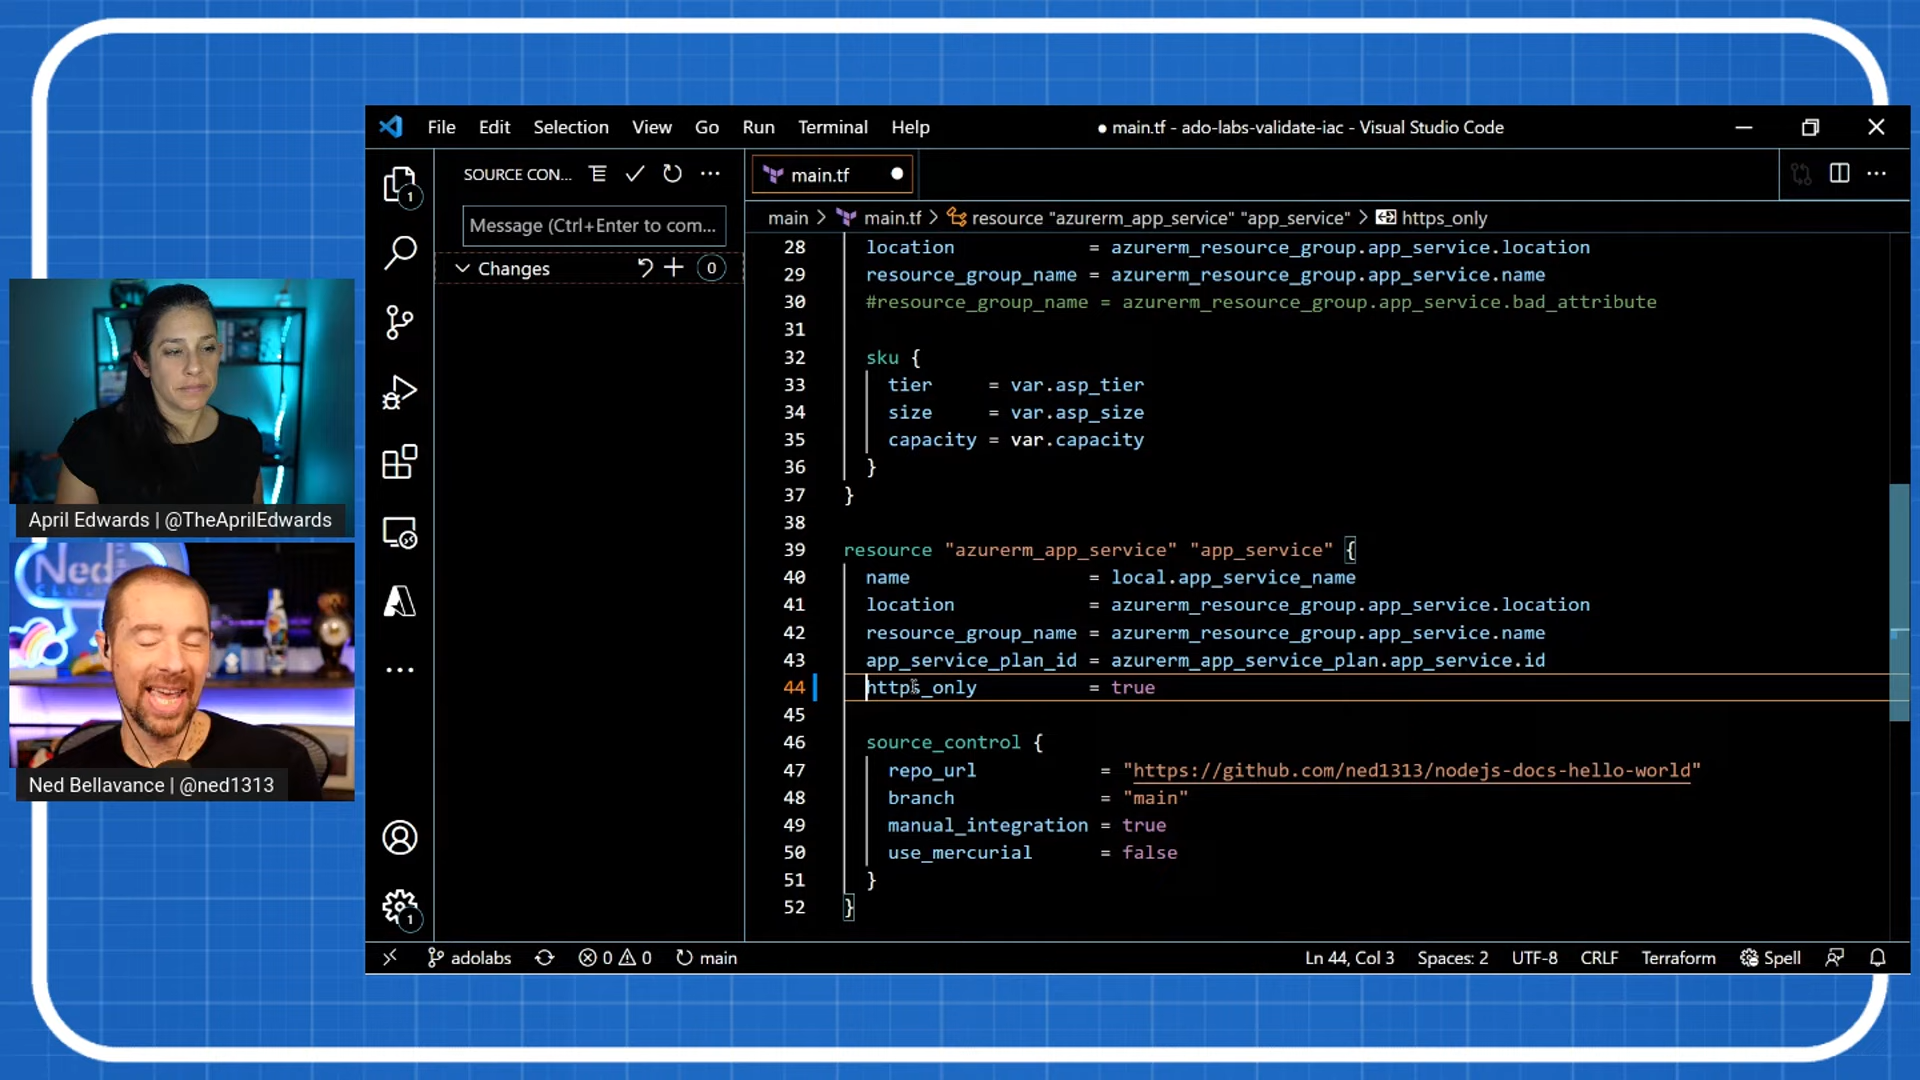 File Edit Selection View Go Run Terminal Help
● main.tf - ado-labs-validate-iac - Visual Studio Code
SOURCE CON...
main.tf
Message (Ctrl+Enter to com...
main > main.tf > resource "azurerm_app_service" "app_service" > https_only
Changes 0
28 location = azurerm_resource_group.app_service.location
29 resource_group_name = azurerm_resource_group.app_service.name
30 #resource_group_name = azurerm_resource_group.app_service.bad_attribute
31
32 sku {
33 tier = var.asp_tier
34 size = var.asp_size
35 capacity = var.capacity
36 }
37 }
38
39 resource "azurerm_app_service" "app_service" {
40 name = local.app_service_name
41 location = azurerm_resource_group.app_service.location
42 resource_group_name = azurerm_resource_group.app_service.name
43 app_service_plan_id = azurerm_app_service_plan.app_service.id
44 https_only = true
45
46 source_control {
47 repo_url = "https://github.com/ned1313/nodejs-docs-hello-world"
48 branch = "main"
49 manual_integration = true
50 use_mercurial = false
51 }
52 }
1
1
adolabs 0 0 main
Ln 44, Col 3 Spaces: 2 UTF-8 CRLF Terraform Spell
April Edwards | @TheAprilEdwards
Ned
Ned Bellavance | @ned1313